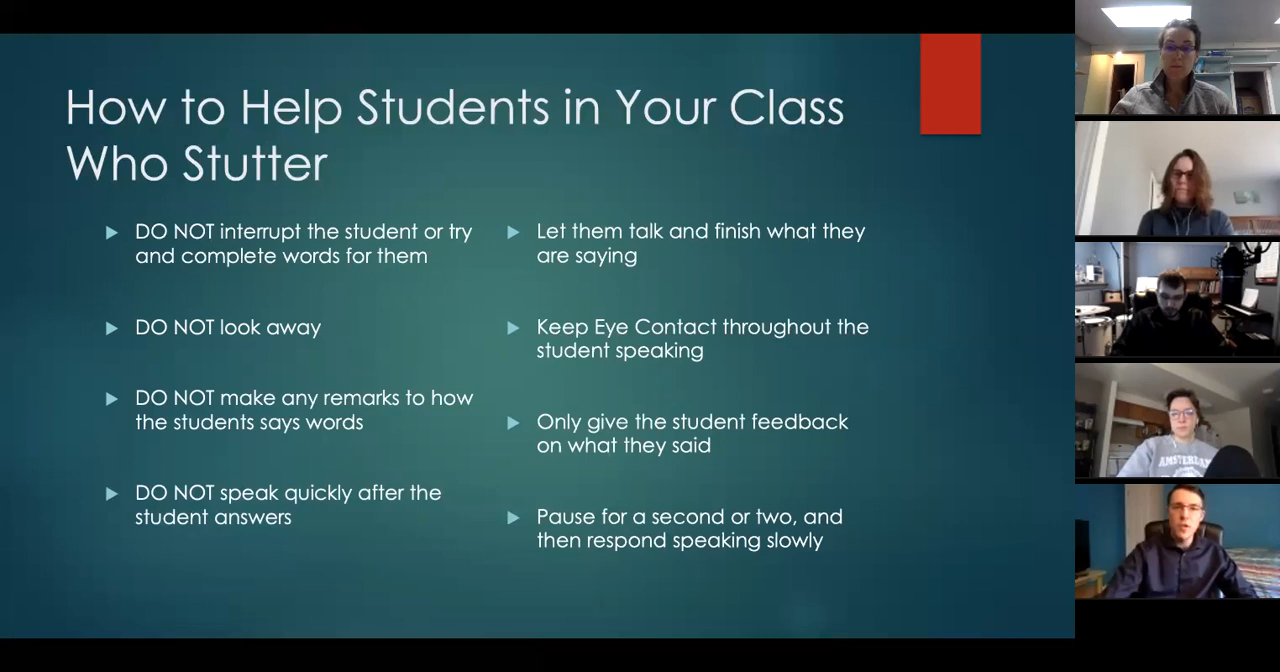 How to Help Students in Your Class
Who Stutter
DO NOT interrupt the student or try
and complete words for them
DO NOT look away
DO NOT make any remarks to how
the students says words
DO NOT speak quickly after the
student answers
Let them talk and finish what they
are saying
Keep Eye Contact throughout the
student speaking
Only give the student feedback
on what they said
Pause for a second or two, and
then respond speaking slowly